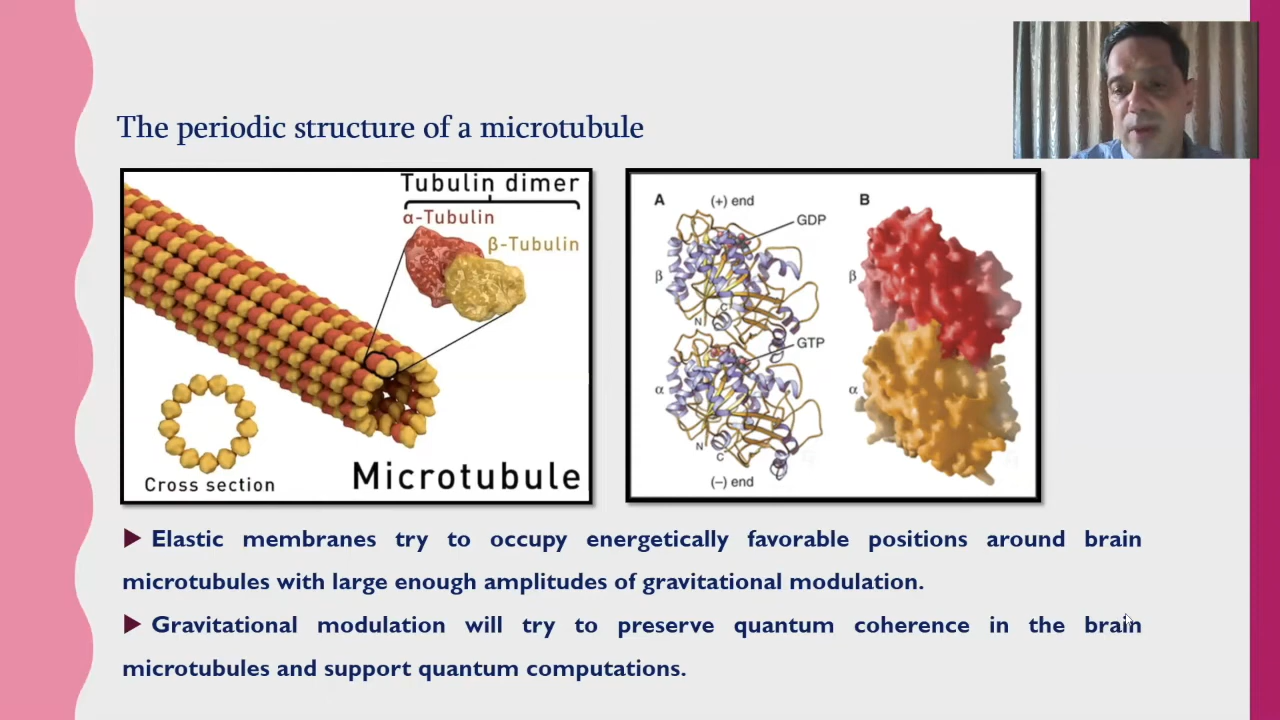 The periodic structure of a microtubule
Tubulin dimer
α-Tubulin
β-Tubulin
Cross section
Microtubule
A
(+) end
B
GDP
β
β
N
C
GTP
α
α
N
C
(–) end
Elastic membranes try to occupy energetically favorable positions around brain
microtubules with large enough amplitudes of gravitational modulation.
Gravitational modulation will try to preserve quantum coherence in the brain
microtubules and support quantum computations.